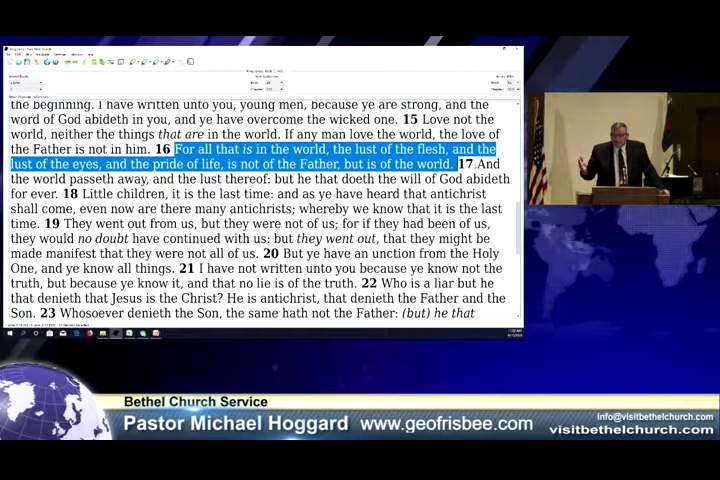 the beginning. I have written unto you, young men, because ye are strong, and the
word of God abideth in you, and ye have overcome the wicked one. 15 Love not the
world, neither the things that are in the world. If any man love the world, the love of
the Father is not in him. 16 For all that is in the world, the lust of the flesh, and the
lust of the eyes, and the pride of life, is not of the Father, but is of the world. 17 And
the world passeth away, and the lust thereof: but he that doeth the will of God abideth
for ever. 18 Little children, it is the last time: and as ye have heard that antichrist
shall come, even now are there many antichrists; whereby we know that it is the last
time. 19 They went out from us, but they were not of us; for if they had been of us,
they would no doubt have continued with us: but they went out, that they might be
made manifest that they were not all of us. 20 But ye have an unction from the Holy
One, and ye know all things. 21 I have not written unto you because ye know not the
truth, but because ye know it, and that no lie is of the truth. 22 Who is a liar but he
that denieth that Jesus is the Christ? He is antichrist, that denieth the Father and the
Son. 23 Whosoever denieth the Son, the same hath not the Father: (but) he that
Bethel Church Service
Pastor Michael Hoggard www.geofrisbee.com
info@visitbethelchurch.com
visitbethelchurch.com